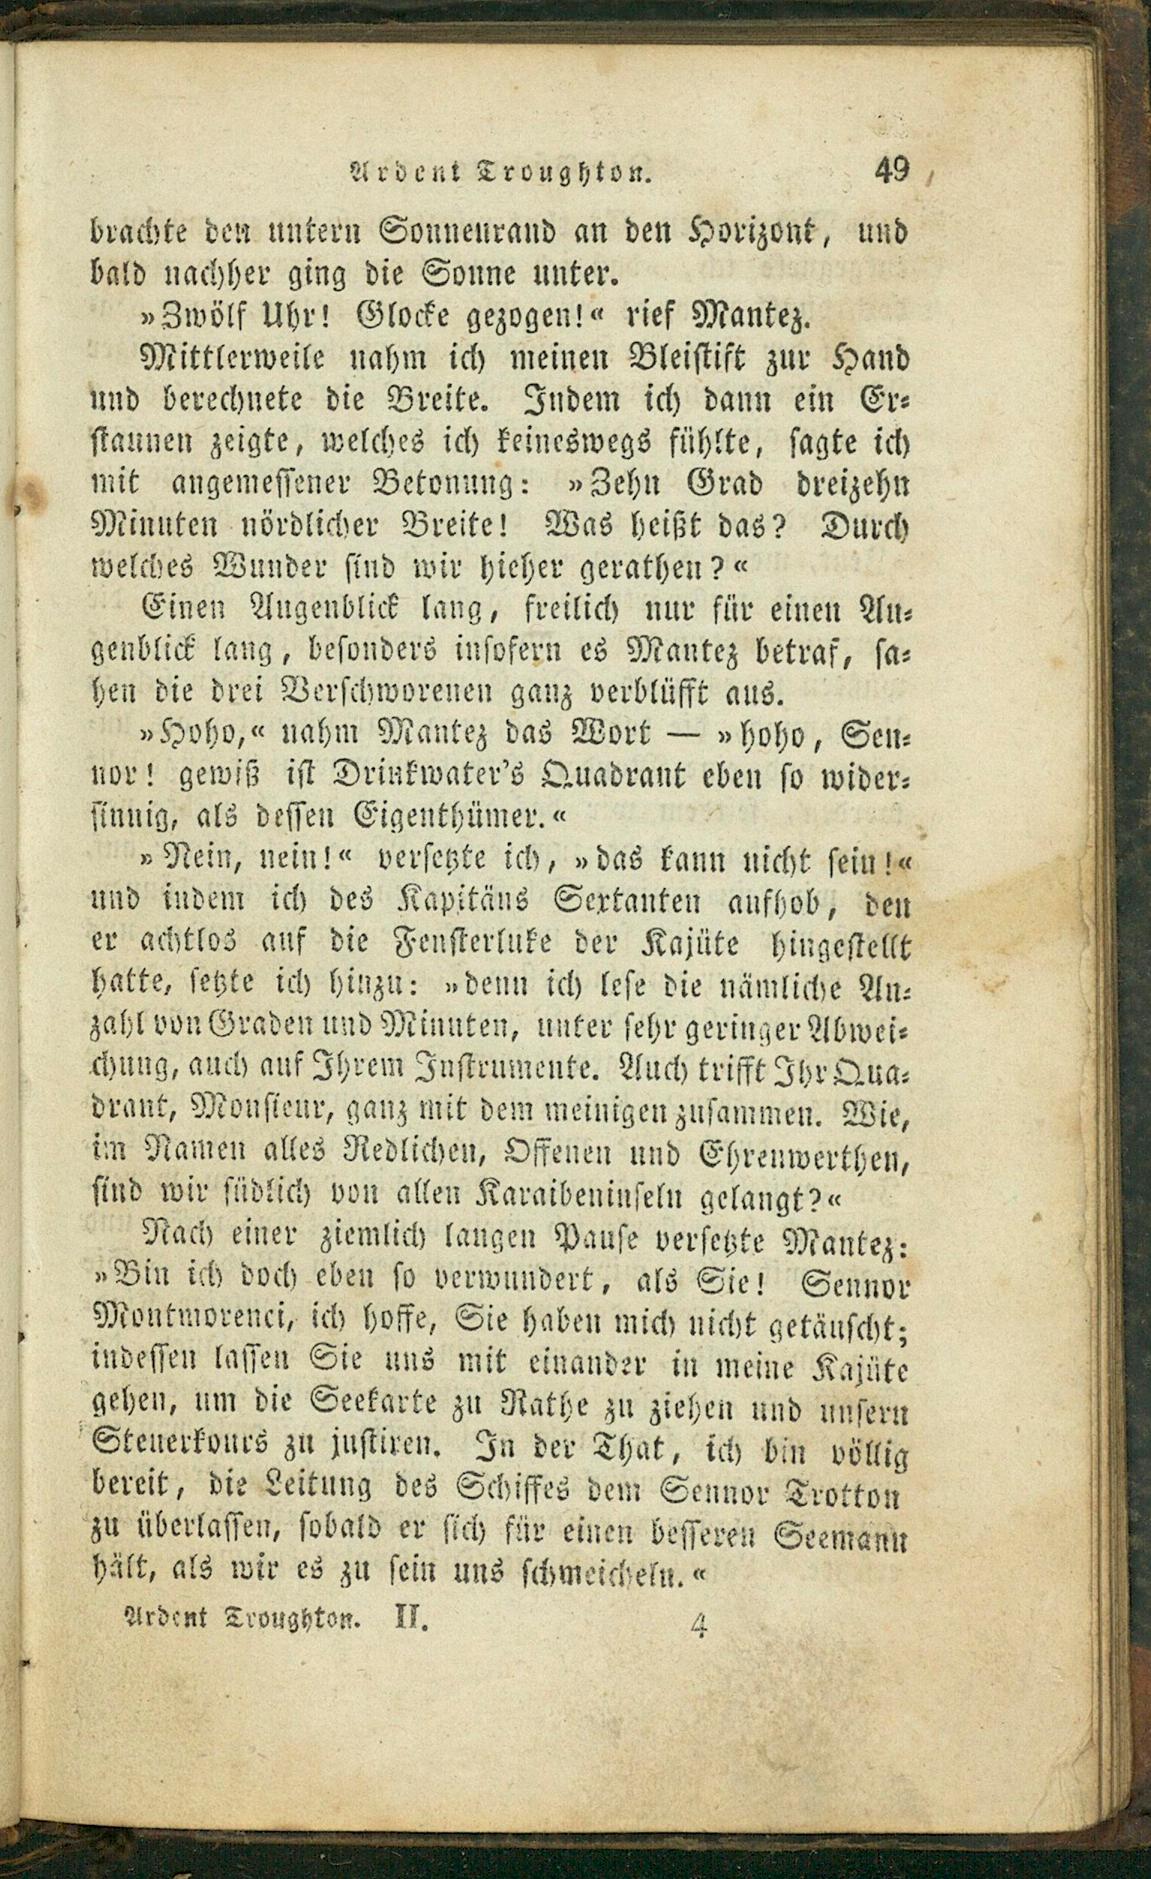 Ardent Troughton. 49
brachte den untern Sonnenrand an den Horizont, und
bald nachher ging die Sonne unter.
»Zwölf Uhr! Glocke gezogen!« rief Mantez.
Mittlerweile nahm ich meinen Bleistift zur Hand
und berechnete die Breite. Indem ich dann ein Er-
staunen zeigte, welches ich keineswegs fühlte, sagte ich
mit angemessener Betonung: »Zehn Grad dreizehn
Minuten nördlicher Breite! Was heißt das? Durch
welches Wunder sind wir hieher gerathen?«
Einen Augenblick lang, freilich nur für einen Au-
genblick lang, besonders insofern es Mantez betraf, sa-
hen die drei Verschworenen ganz verblüfft aus.
»Hoho,« nahm Mantez das Wort — »hoho, Sen-
nor! gewiß ist Drinkwater's Quadrant eben so wider-
sinnig, als dessen Eigenthümer.«
»Nein, nein!« versetzte ich, »das kann nicht sein!«
und indem ich des Kapitäns Sextanten aufhob, den
er achtlos auf die Fensterluke der Kajüte hingestellt
hatte, setzte ich hinzu: »denn ich lese die nämliche An-
zahl von Graden und Minuten, unter sehr geringer Abwei-
chung, auch auf Ihrem Instrumente. Auch trifft Ihr Qua-
drant, Monsieur, ganz mit dem meinigen zusammen. Wie,
im Namen alles Redlichen, Offenen und Ehrenwerthen,
sind wir südlich von allen Karaibeninseln gelangt?«
Nach einer ziemlich langen Pause versetzte Mantez:
»Bin ich doch eben so verwundert, als Sie! Sennor
Montmorenci, ich hoffe, Sie haben mich nicht getäuscht;
indessen lassen Sie uns mit einander in meine Kajüte
gehen, um die Seekarte zu Rathe zu ziehen und unsern
Steuerkours zu justiren. In der That, ich bin völlig
bereit, die Leitung des Schiffes dem Sennor Trotton
zu überlassen, sobald er sich für einen besseren Seemann
hält, als wir es zu sein uns schmeicheln.«
Ardent Troughton. II. 4